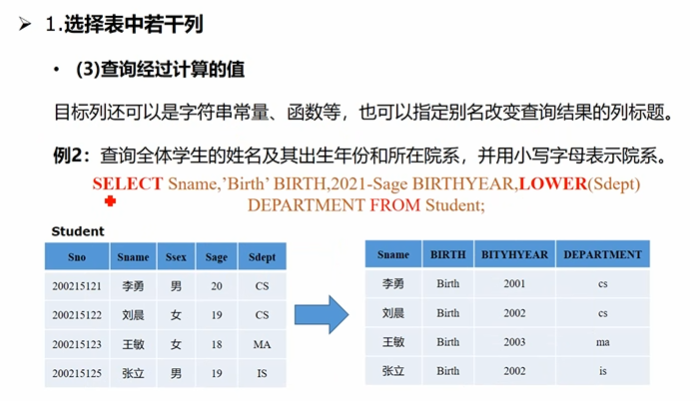 ➢ 1.选择表中若干列
• (3)查询经过计算的值
目标列还可以是字符串常量、函数等，也可以指定别名改变查询结果的列标题。
例2：查询全体学生的姓名及其出生年份和所在院系，并用小写字母表示院系。
SELECT Sname,’Birth’ BIRTH,2021-Sage BIRTHYEAR,LOWER(Sdept)
DEPARTMENT FROM Student;
Student
Sno Sname Ssex Sage Sdept
200215121 李勇 男 20 CS
200215122 刘晨 女 19 CS
200215123 王敏 女 18 MA
200215125 张立 男 19 IS
Sname BIRTH BITYHYEAR DEPARTMENT
李勇 Birth 2001 cs
刘晨 Birth 2002 cs
王敏 Birth 2003 ma
张立 Birth 2002 is